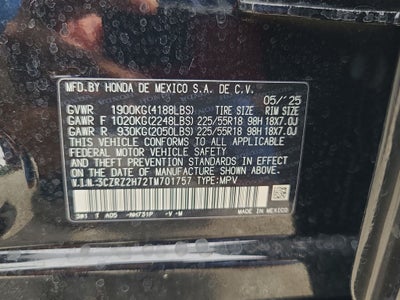 MFD.BY HONDA DE MEXICO S.A. DE C.V.
05/'25
GVWR 1900KG(4188LBS) TIRE SIZE RIM SIZE
GAWR F 1020KG(2248LBS) 225/55R18 98H 18X7.0J
GAWR R 930KG(2050LBS) 225/55R18 98H 18X7.0J
THIS VEHICLE CONFORMS TO ALL APPLICABLE
FEDERAL MOTOR VEHICLE SAFETY
AND THEFT PREVENTION STANDARDS IN EFFECT
ON THE DATE OF MANUFACTURE SHOWN ABOVE.
V.I.N.:3CZRZ2H72TM701757 TYPE:MPV
A05 -NH731P -V -M
MADE IN MEXICO